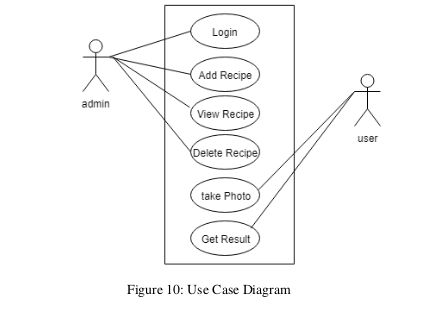 Login
Add Recipe
admin
View Recipe
user
Delete Recipe
take Photo
Get Result
Figure 10: Use Case Diagram